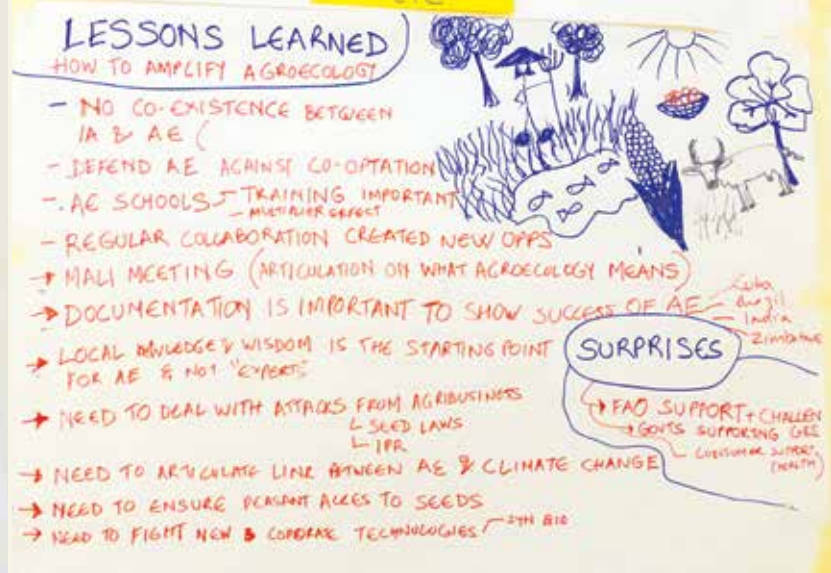 LESSONS LEARNED
HOW TO AMPLIFY AGROECOLOGY
- NO CO-EXISTENCE BETWEEN
IA & AE
- DEFEND AE AGAINST CO-OPTATION
- AE SCHOOLS - TRAINING IMPORTANT
- MULTIPLIER EFFECT
- REGULAR COLLABORATION CREATED NEW OPPS
→ MALI MEETING (ARTICULATION ON WHAT AGROECOLOGY MEANS)
→ DOCUMENTATION IS IMPORTANT TO SHOW SUCCESS OF AE
Cuba
Brazil
India
Zimbabwe
→ LOCAL & WISDOM IS THE STARTING POINT
FOR AE & NOT "EXPERTS"
→ NEED TO DEAL WITH ATTACKS FROM AGRIBUSINESS
SEED LAWS
IPR
→ NEED TO ARTICULATE LINK BTWEEN AE & CLIMATE CHANGE
→ NEED TO ENSURE PEASANT ACCES TO SEEDS
→ NEED TO FIGHT NEW & CORPORATE TECHNOLOGIES - SYN BIO
SURPRISES
→ FAO SUPPORT + CHALLEN
→ GOVTS SUPPORTING
CONSUMER SUPPORT
(HEALTH)